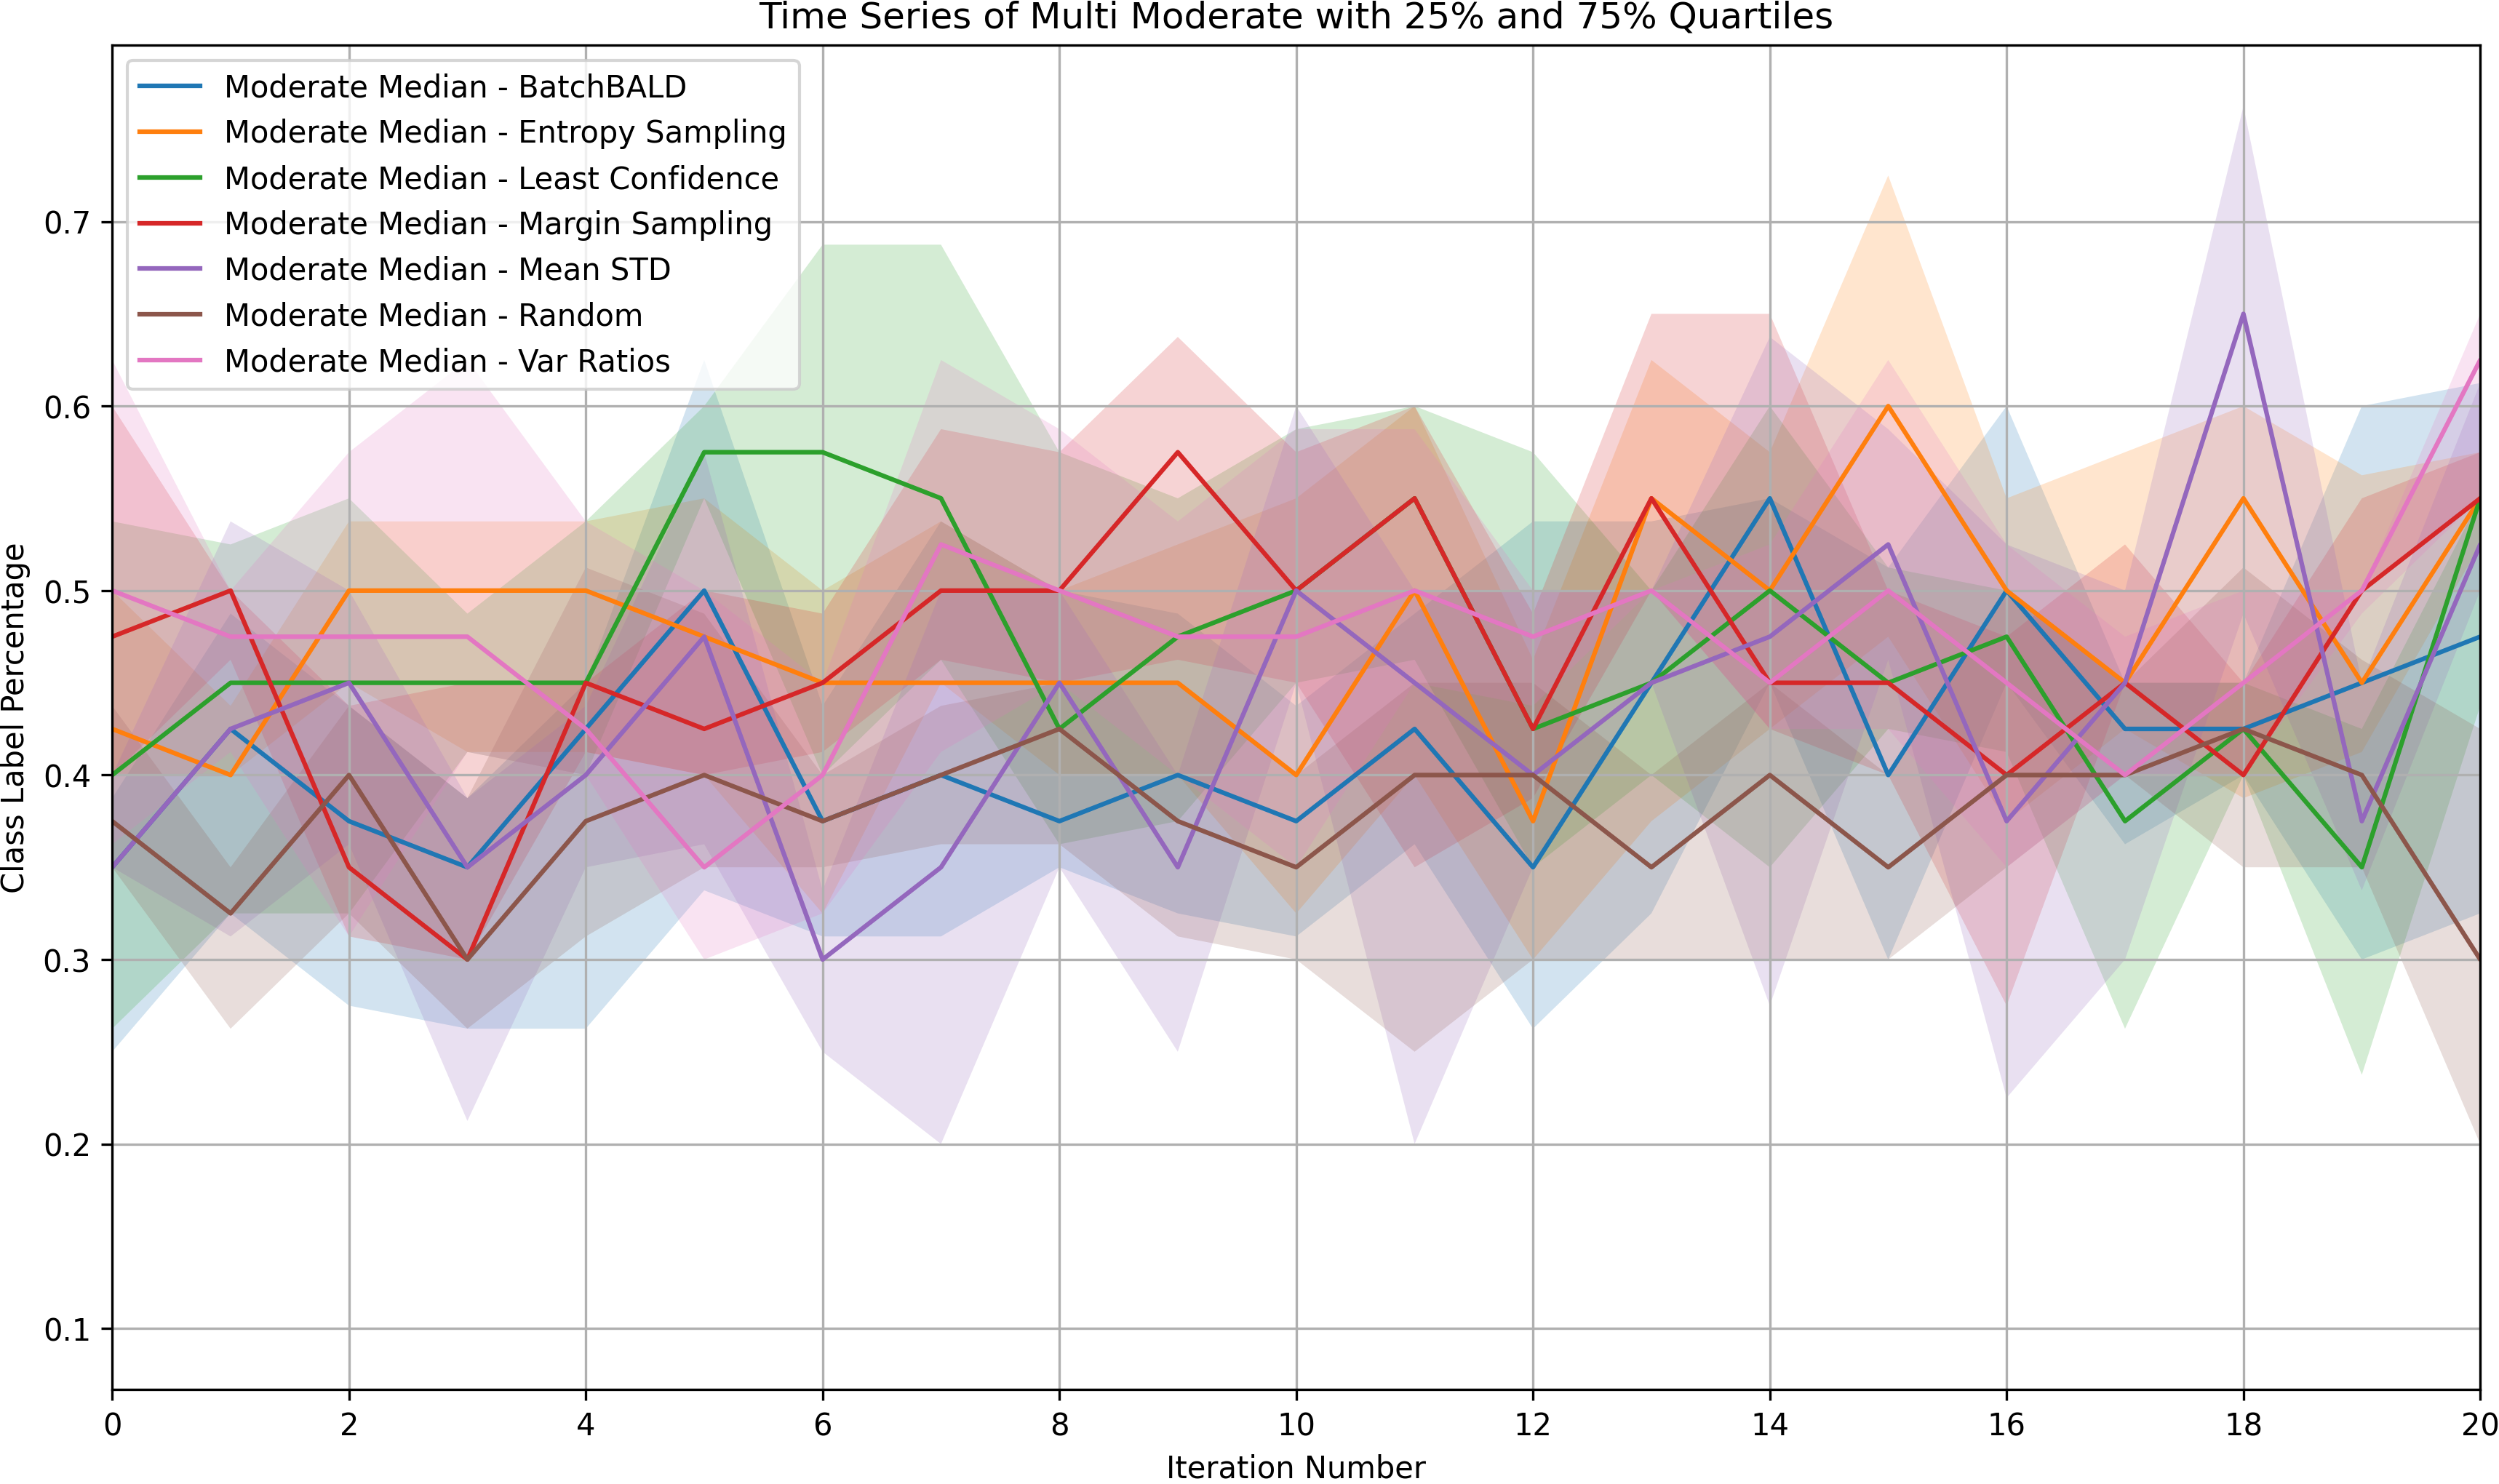 Time Series of Multi Moderate with 25% and 75% Quartiles
Moderate Median - BatchBALD
Moderate Median - Entropy Sampling
Moderate Median - Least Confidence
Moderate Median - Margin Sampling
Moderate Median - Mean STD
Moderate Median - Random
Moderate Median - Var Ratios
Class Label Percentage
0.7
0.6
0.5
0.4
0.3
0.2
0.1
0 2 4 6 8 10 12 14 16 18 20
Iteration Number